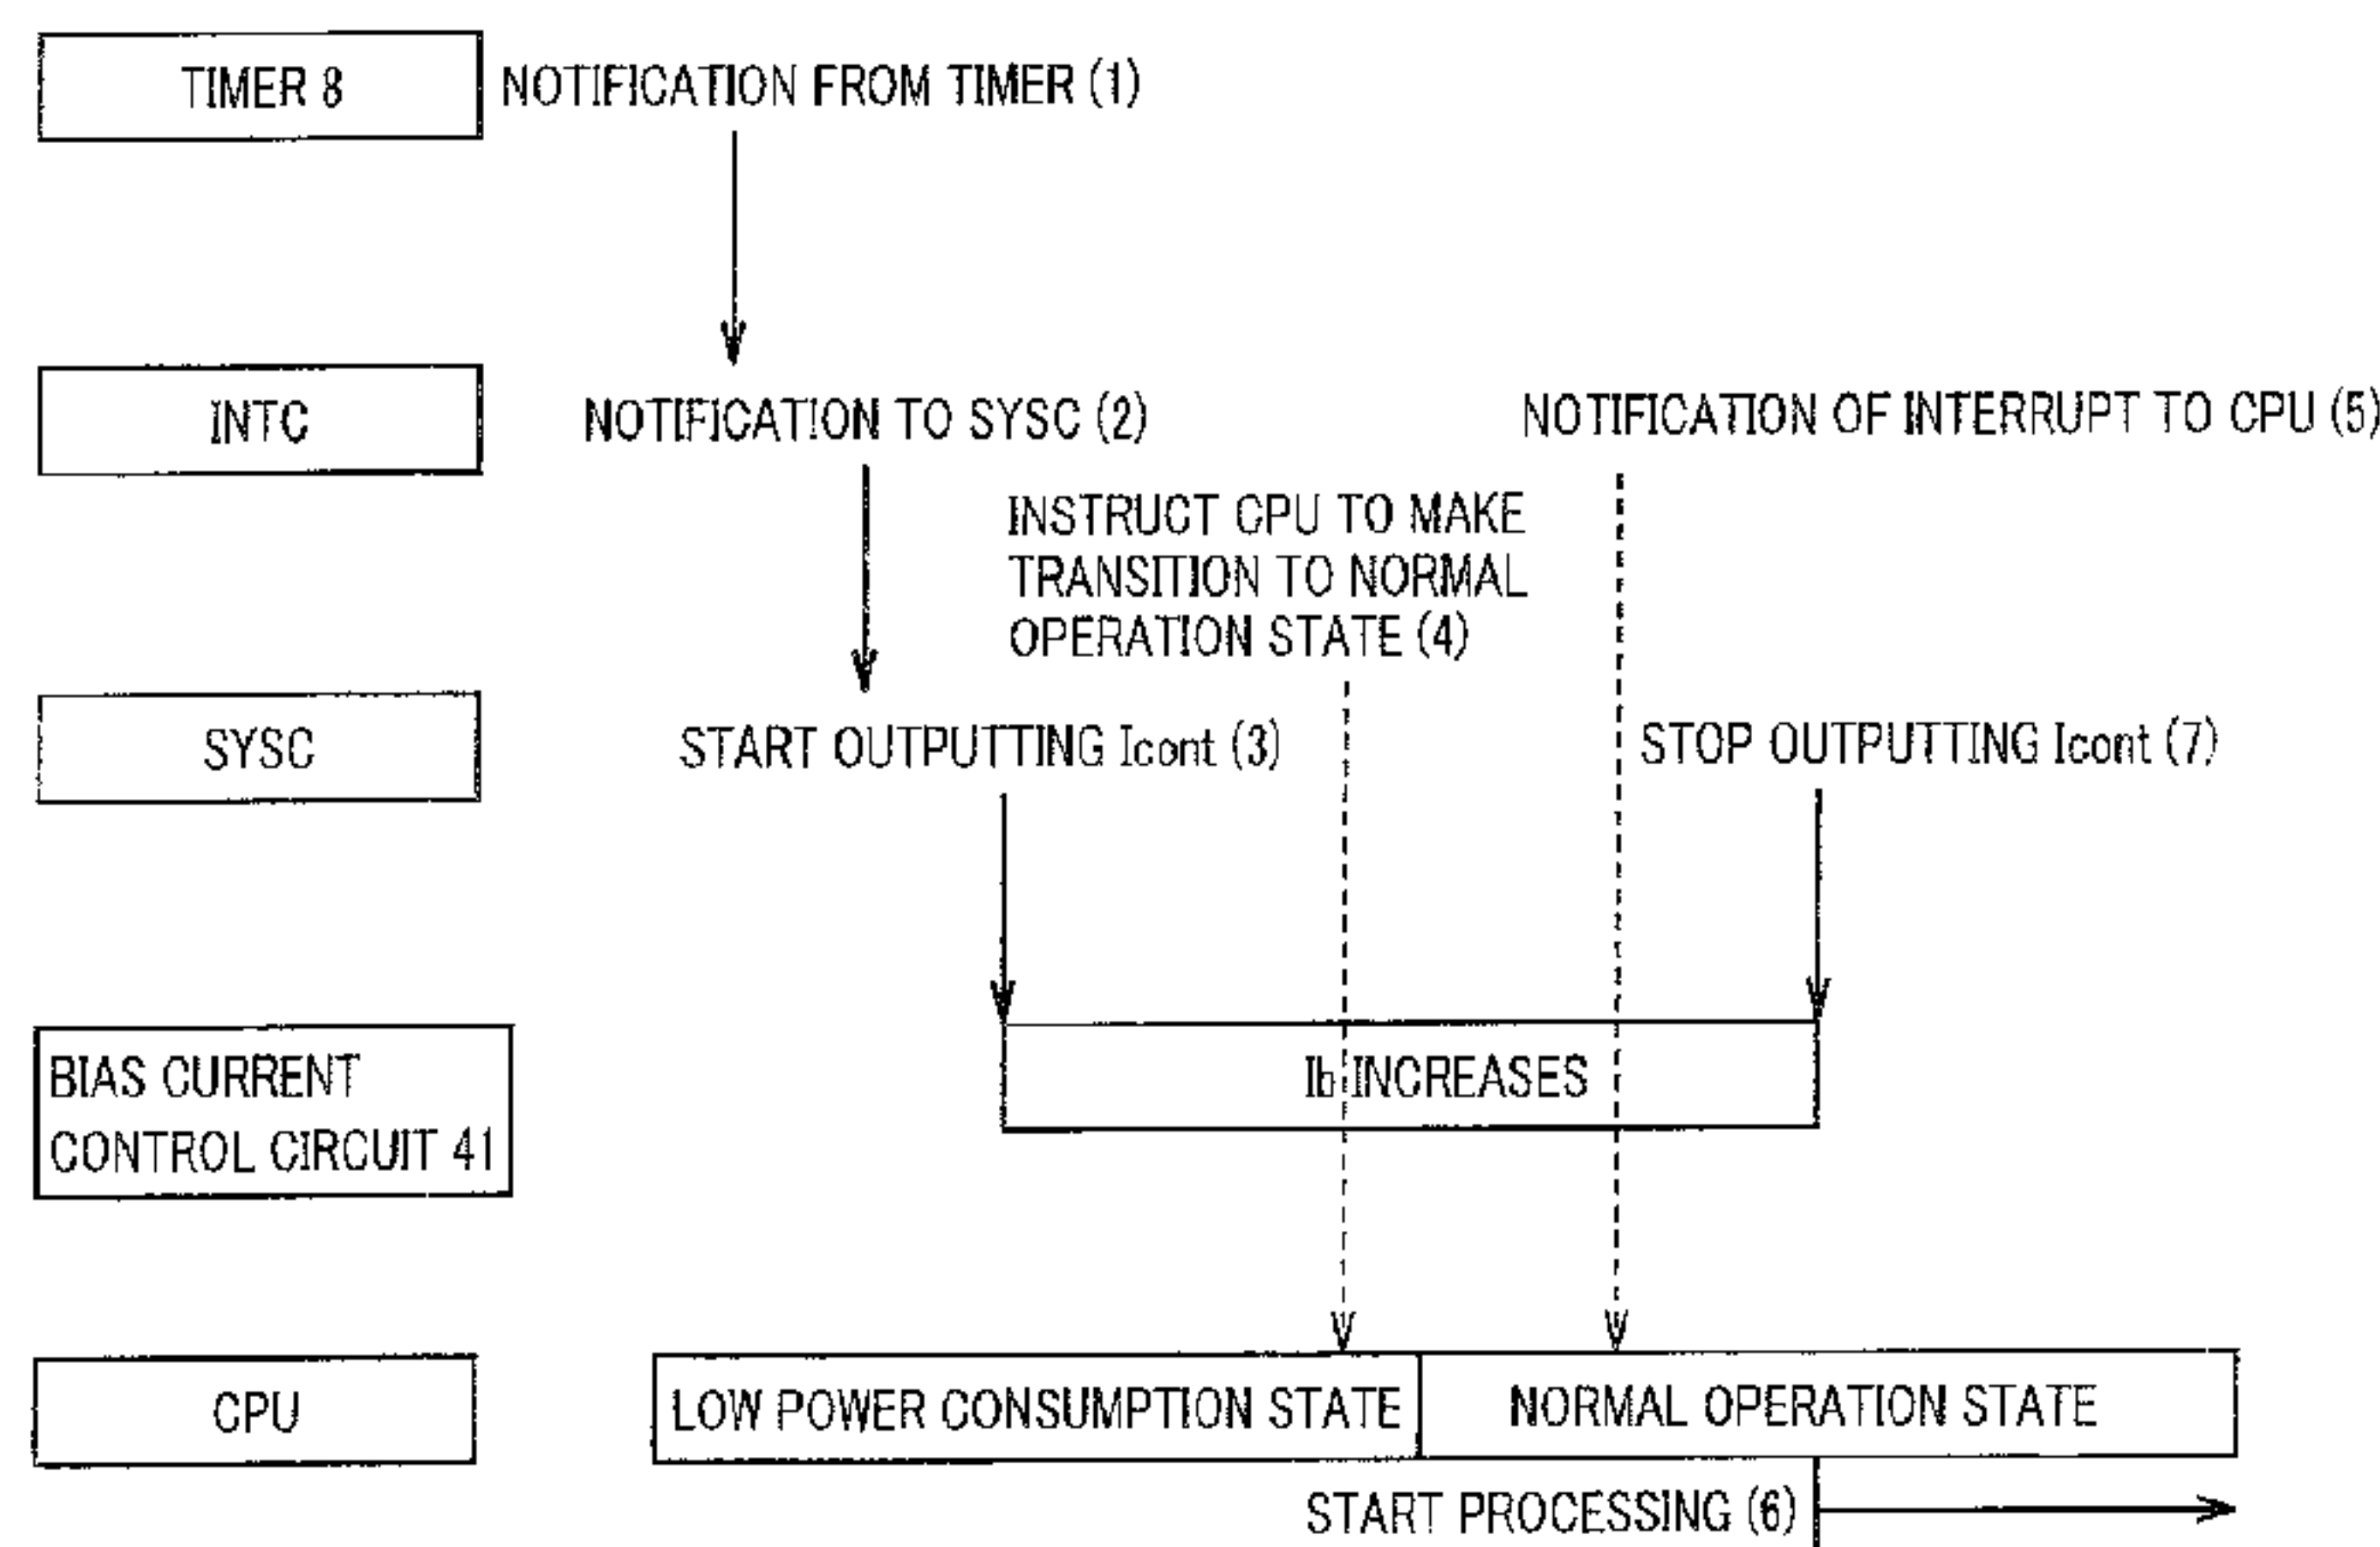 TIMER 8
NOTIFICATION FROM TIMER (1)
INTC
NOTIFICATION TO SYSC (2)
NOTIFICATION OF INTERRUPT TO CPU (5)
INSTRUCT CPU TO MAKE
TRANSITION TO NORMAL
OPERATION STATE (4)
SYSC
START OUTPUTTING Icont (3)
STOP OUTPUTTING Icont (7)
BIAS CURRENT
CONTROL CIRCUIT 41
Ib INCREASES
CPU
LOW POWER CONSUMPTION STATE
NORMAL OPERATION STATE
START PROCESSING (6)